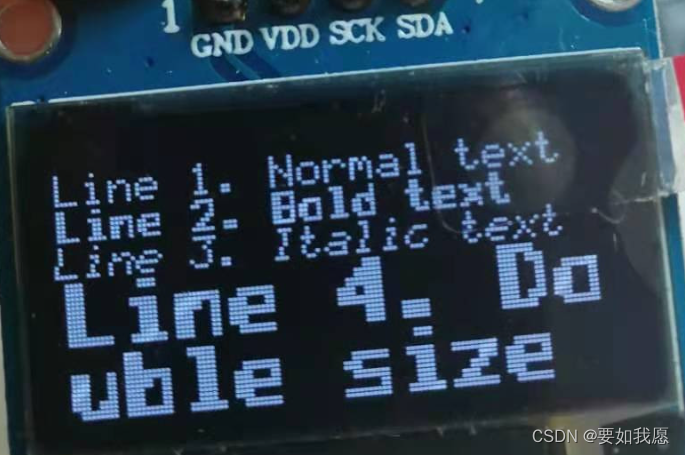 1
GND VDD SCK SDA
Line 1. Normal text
Line 2. Bold text
Line 3. Italic text
Line 4. Do
uble size
CSDN @要如我愿